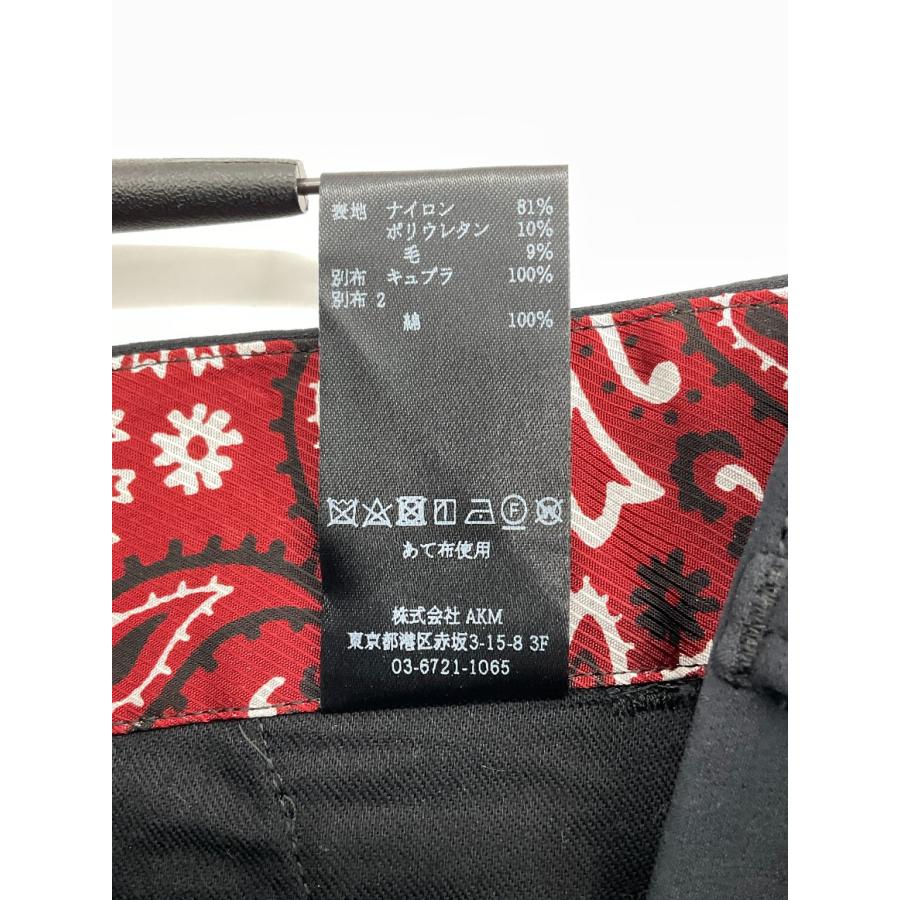 表地 ナイロン 81%
ポリウレタン 10%
毛 9%
別布 キュプラ 100%
別布 2
綿 100%
F W
あて布使用
株式会社 AKM
東京都港区赤坂3-15-8 3F
03-6721-1065